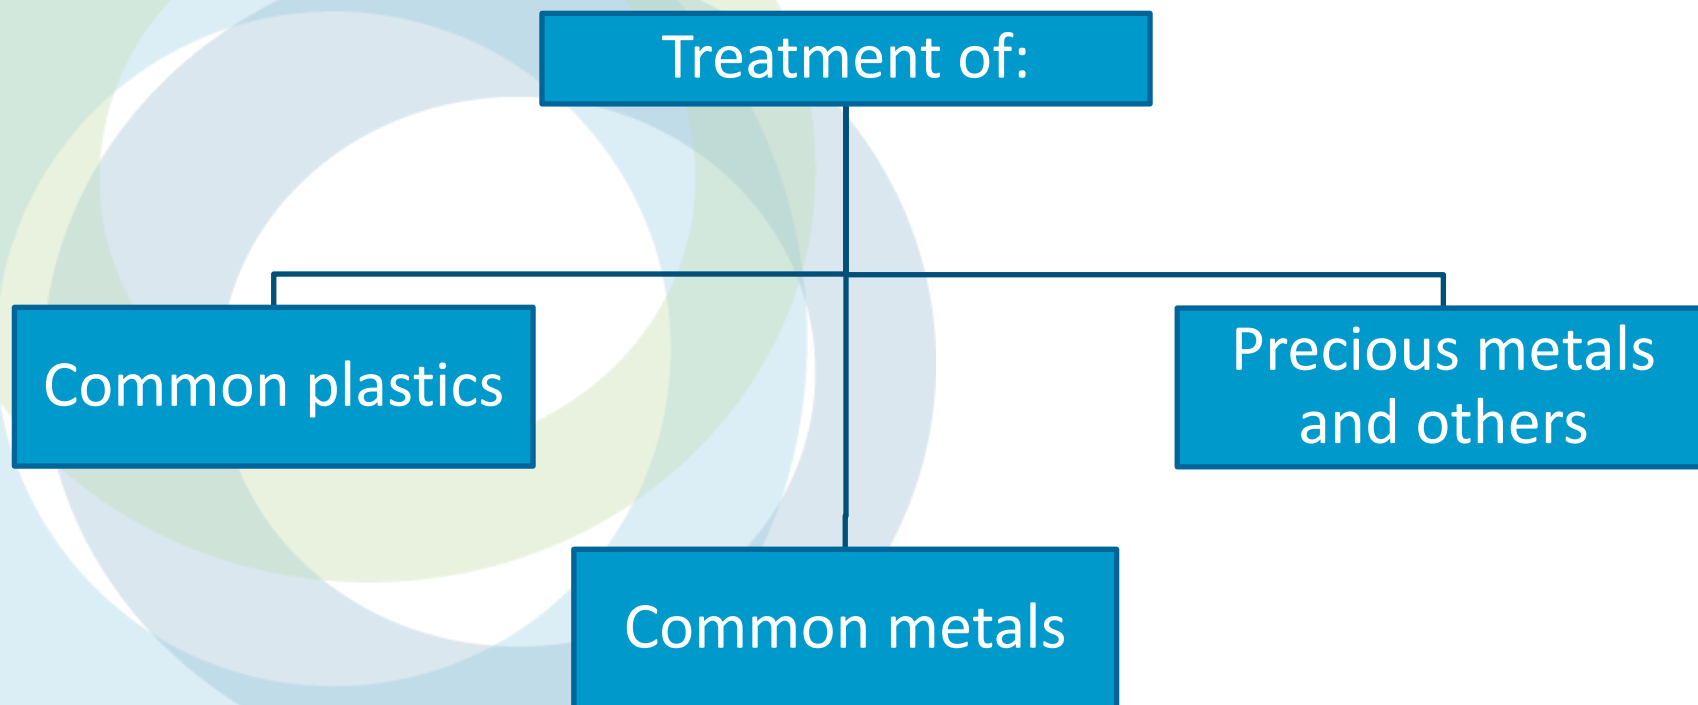 Treatment of:
Common plastics
Precious metals
and others
Common metals